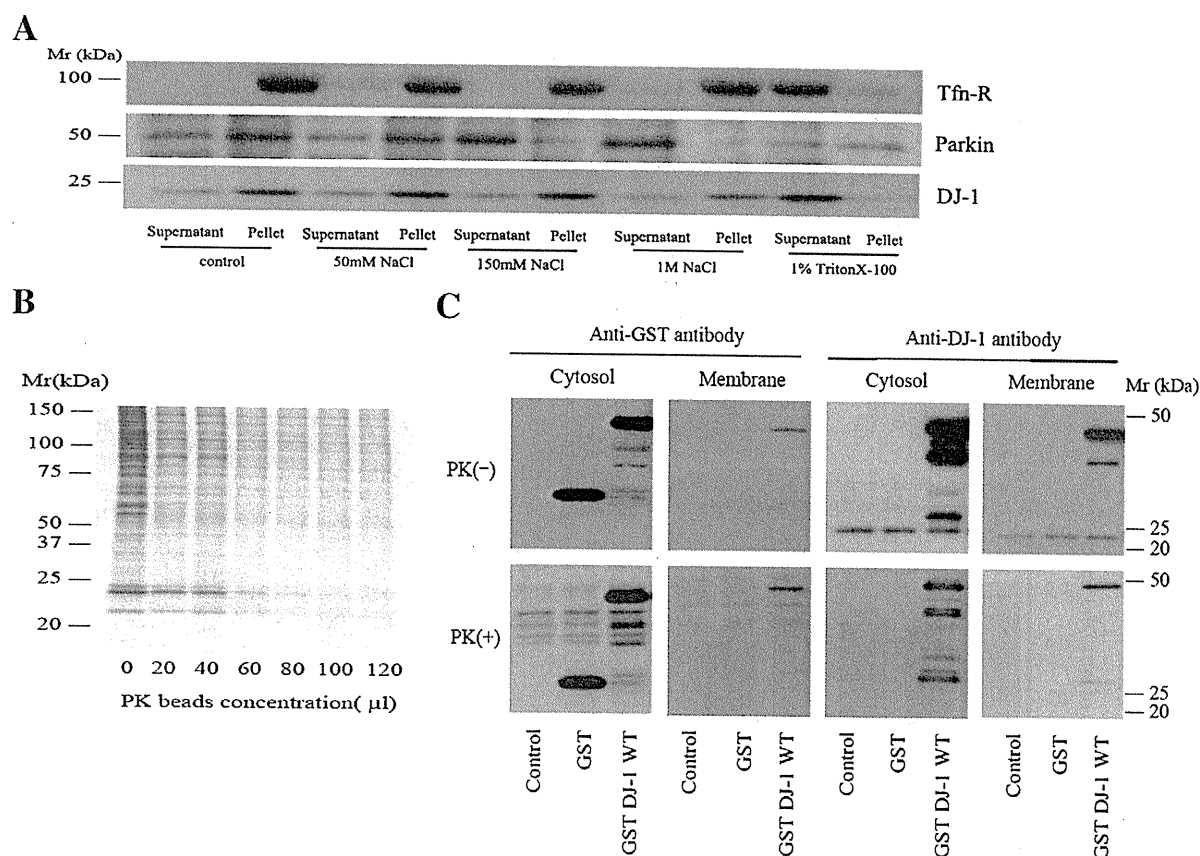 A
Mr (kDa)
100
50
25
Tfn-R
Parkin
DJ-1
Supernatant Pellet Supernatant Pellet Supernatant Pellet Supernatant Pellet Supernatant Pellet
control 50mM NaCl 150mM NaCl 1M NaCl 1% TritonX-100
B
Mr(kDa)
150
100
75
50
37
25
20
0 20 40 60 80 100 120
PK beads concentration( μl)
C
Anti-GST antibody Anti-DJ-1 antibody
Cytosol Membrane Cytosol Membrane Mr (kDa)
PK(−)
50
25
20
PK(+)
50
25
20
Control GST GST DJ-1 WT Control GST GST DJ-1 WT Control GST GST DJ-1 WT Control GST GST DJ-1 WT